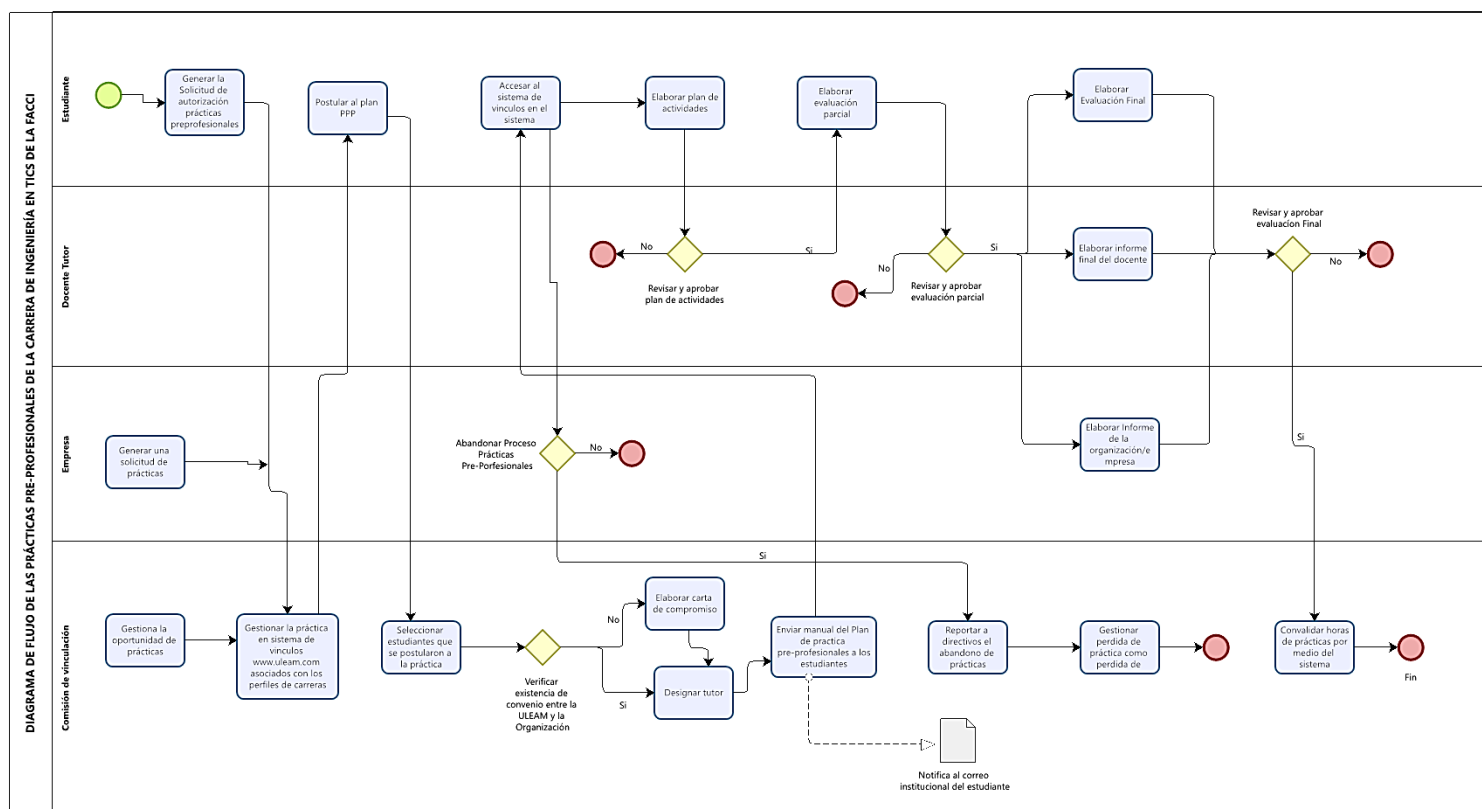 DIAGRAMA DE FLUJO DE LAS PRÁCTICAS PRE-PROFESIONALES DE LA CARRERA DE INGENIERÍA EN TICS DE LA FACCI
Estudiante
Generar la
Solicitud de
autorización
prácticas
preprofesionales
Postular al plan
PPP
Accesar al
sistema de
vinculos en el
sistema
Elaborar plan de
actividades
Elaborar
evaluación
parcial
Elaborar
Evaluación Final
Docente Tutor
No
Revisar y aprobar
plan de actividades
Si
No
Revisar y aprobar
evaluación parcial
Si
Elaborar informe
final del docente
Revisar y aprobar
evaluacíon Final
No
Si
Empresa
Generar una
solicitud de
prácticas
Abandonar Proceso
Prácticas
Pre-Porfesionales
No
Elaborar Informe
de la
organización/e
mpresa
Comisión de vinculación
Si
Gestiona la
oportunidad de
prácticas
Gestionar la práctica
en sistema de
vinculos
www.uleam.com
asociados con los
perfiles de carreras
Seleccionar
estudiantes que
se postularon a
la práctica
Verificar
existencia de
convenio entre la
ULEAM y la
Organización
No
Si
Elaborar carta
de compromiso
Designar tutor
Enviar manual del Plan
de practica
pre-profesionales a los
estudiantes
Notifica al correo
institucional del estudiante
Reportar a
directivos el
abandono de
prácticas
Gestionar
perdida de
práctica como
perdida de
Convalidar horas
de prácticas por
medio del
sistema
Fin